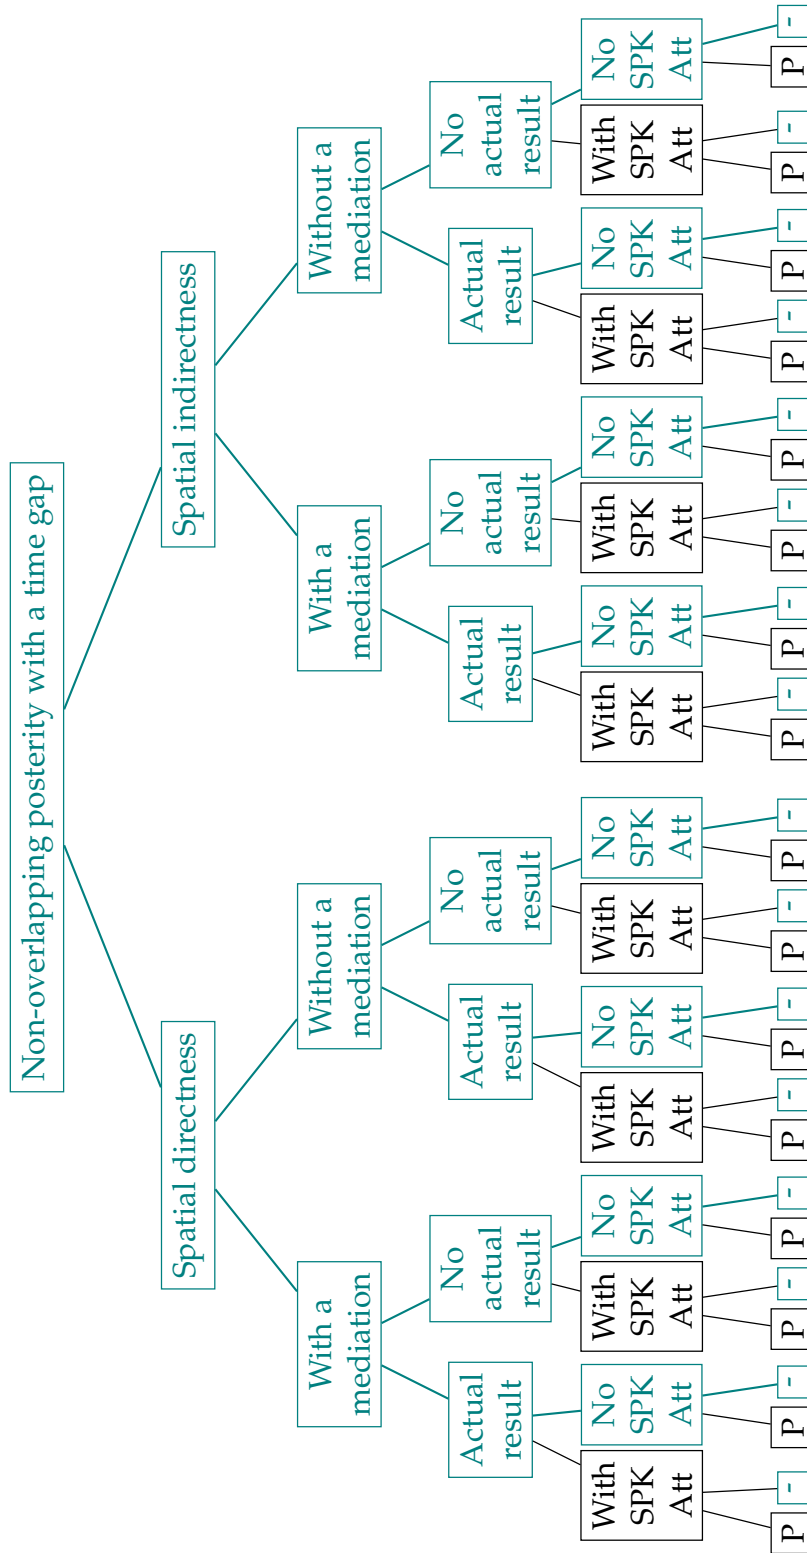 Non-overlapping posterity with a time gap
Spatial directness
Spatial indirectness
With a
mediation
Without a
mediation
With a
mediation
Without a
mediation
Actual
result
No
actual
result
Actual
result
No
actual
result
Actual
result
No
actual
result
Actual
result
No
actual
result
With
SPK
Att
No
SPK
Att
With
SPK
Att
No
SPK
Att
With
SPK
Att
No
SPK
Att
With
SPK
Att
No
SPK
Att
With
SPK
Att
No
SPK
Att
With
SPK
Att
No
SPK
Att
With
SPK
Att
No
SPK
Att
With
SPK
Att
No
SPK
Att
P
-
P
-
P
-
P
-
P
-
P
-
P
-
P
-
P
-
P
-
P
-
P
-
P
-
P
-
P
-
P
-